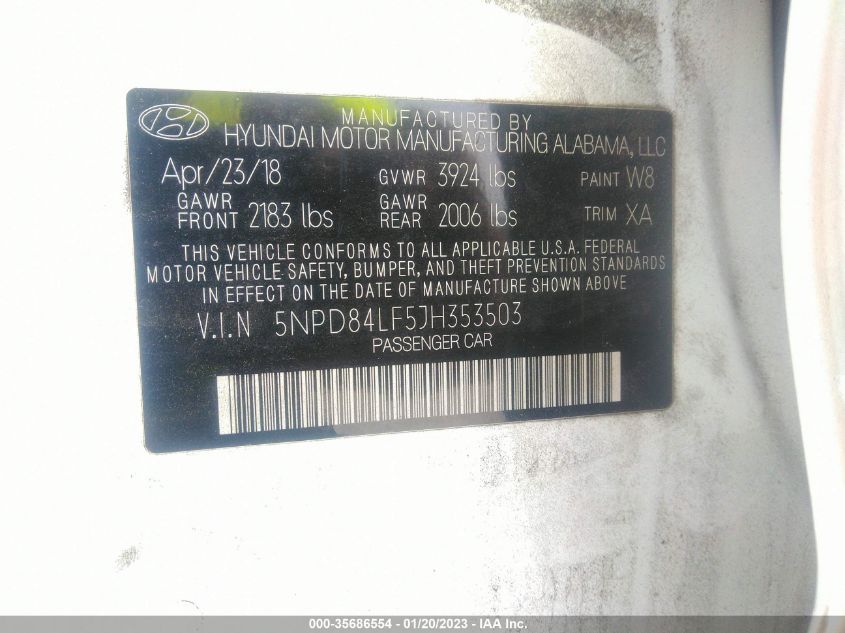 MANUFACTURED BY
HYUNDAI MOTOR MANUFACTURING ALABAMA, LLC
Apr/23/18 GVWR 3924 lbs PAINT W8
GAWR FRONT 2183 lbs GAWR REAR 2006 lbs TRIM XA
THIS VEHICLE CONFORMS TO ALL APPLICABLE U.S.A. FEDERAL
MOTOR VEHICLE SAFETY, BUMPER, AND THEFT PREVENTION STANDARDS
IN EFFECT ON THE DATE OF MANUFACTURE SHOWN ABOVE
V.I.N 5NPD84LF5JH353503
PASSENGER CAR
000-35686554 - 01/20/2023 - IAA Inc.